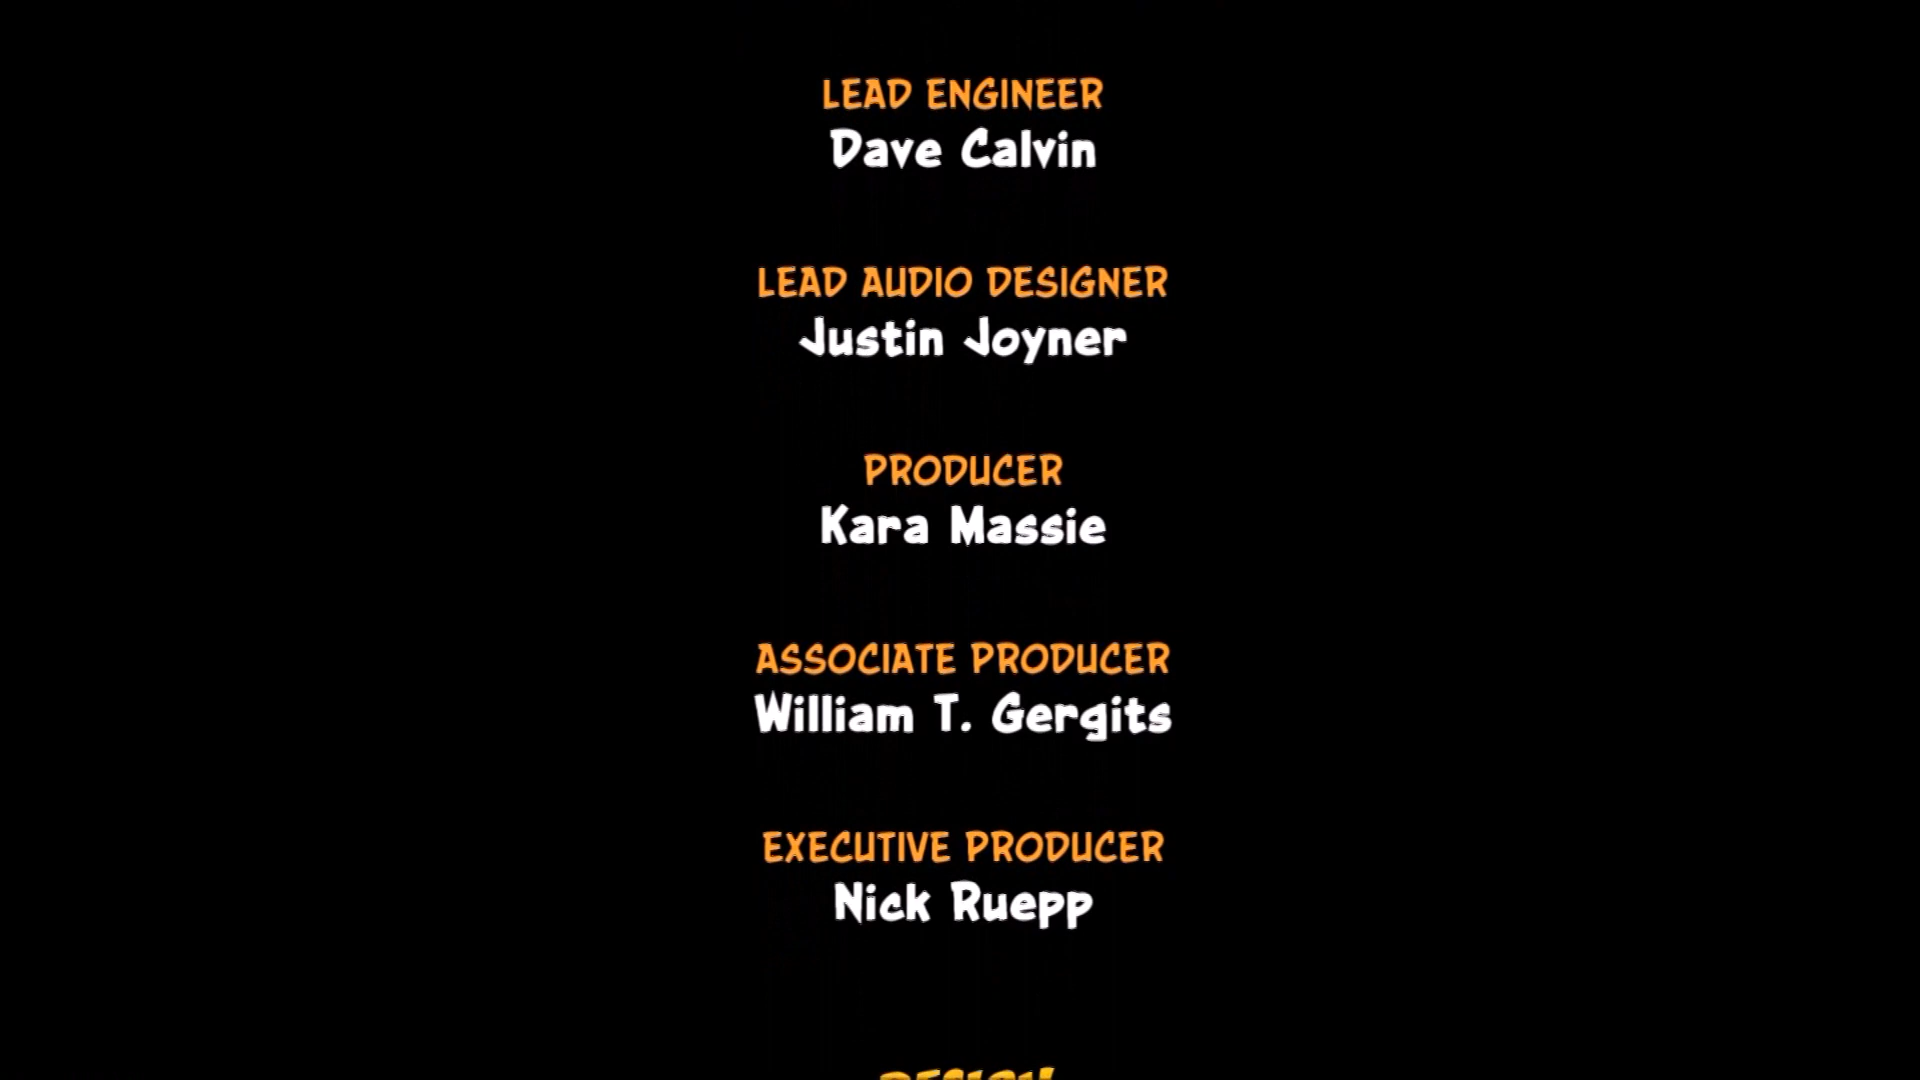 LEAD ENGINEER
Dave Calvin
LEAD AUDIO DESIGNER
Justin Joyner
PRODUCER
Kara Massie
ASSOCIATE PRODUCER
William T. Gergits
EXECUTIVE PRODUCER
Nick Ruepp
DESIGN